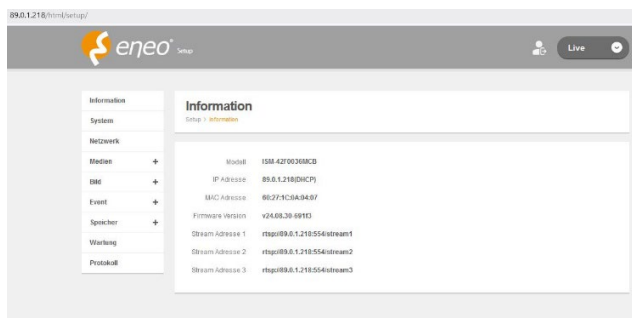 89.0.1.218/html/setup/
eneo® Setup
Live
Information
System
Netzwerk
Medien +
Bild +
Event +
Speicher +
Wartung
Protokoll
Information
Setup > Information
Modell ISM-42F0036MCB
IP Adresse 89.0.1.218(DHCP)
MAC Adresse 60:27:1C:0A:04:07
Firmware Version v24.08.30-691f3
Stream Adresse 1 rtsp://89.0.1.218:554/stream1
Stream Adresse 2 rtsp://89.0.1.218:554/stream2
Stream Adresse 3 rtsp://89.0.1.218:554/stream3